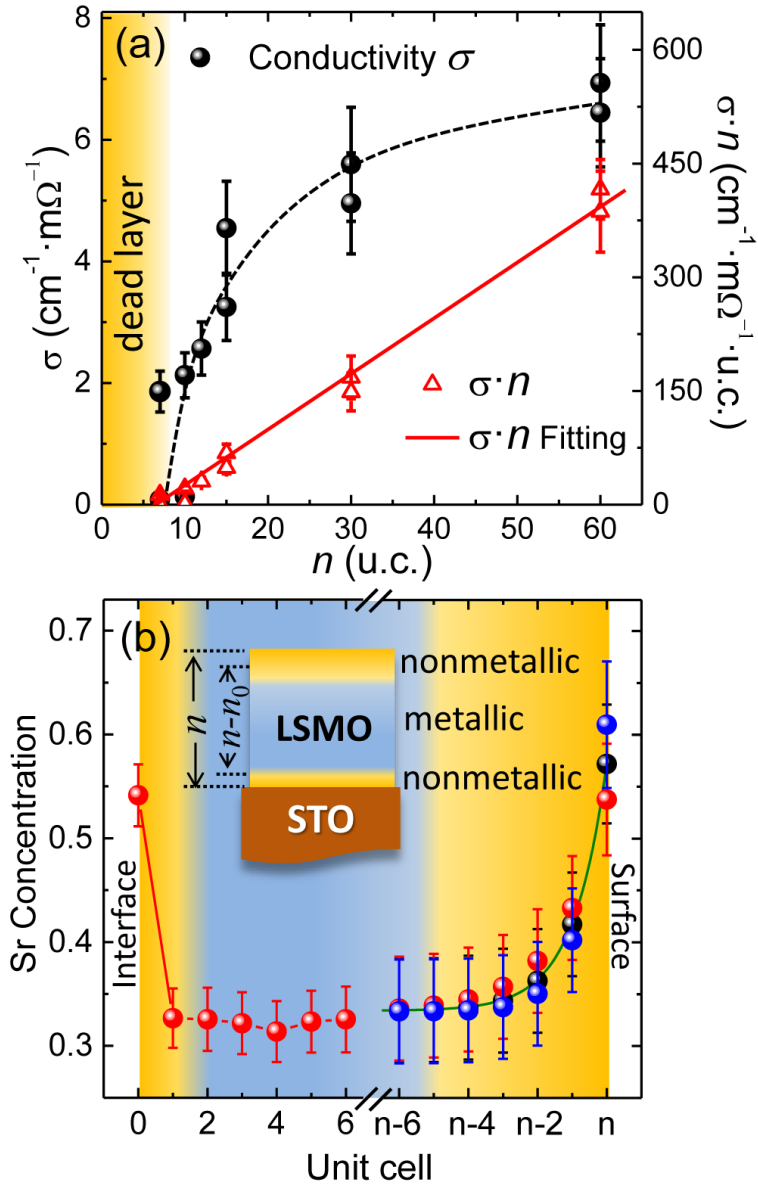 (a)
Conductivity σ
dead layer
σ·n
σ·n Fitting
8
6
4
2
0
σ (cm⁻¹·mΩ⁻¹)
600
450
300
150
0
σ·n (cm⁻¹·mΩ⁻¹·u.c.)
0 10 20 30 40 50 60
n (u.c.)
(b)
nonmetallic
LSMO
metallic
nonmetallic
STO
n
n-n₀
Interface
Surface
0.7
0.6
0.5
0.4
0.3
Sr Concentration
0 2 4 6 n-6 n-4 n-2 n
Unit cell